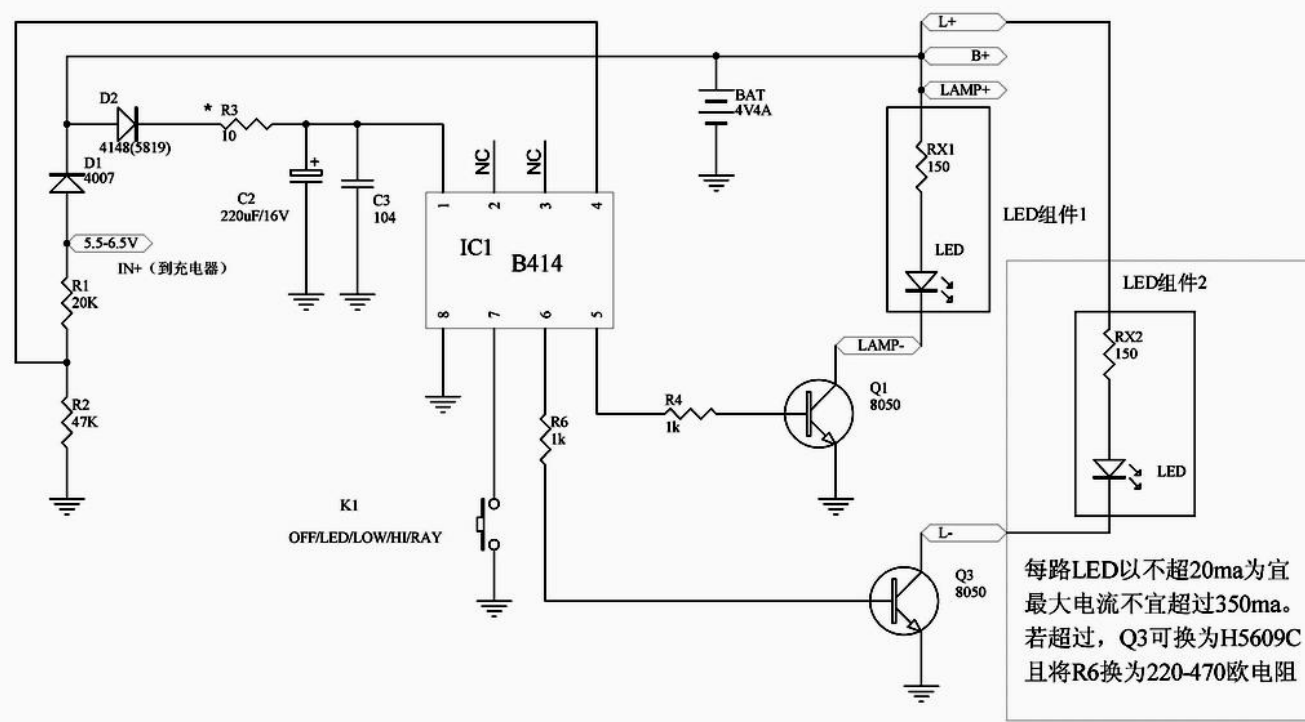 L+
B+
LAMP+
BAT
4V4A
D2
4148(5819)
* R3
10
D1
4007
C2
220uF/16V
+
C3
104
NC
NC
1
2
3
4
IC1
B414
8
7
6
5
RX1
150
LED
LED组件1
LED组件2
5.5-6.5V
IN+（到充电器）
R1
20K
R2
47K
LAMP-
Q1
8050
R4
1k
R6
1k
RX2
150
LED
K1
OFF/LED/LOW/HI/RAY
L-
Q3
8050
每路LED以不超20ma为宜
最大电流不宜超过350ma。
若超过，Q3可换为H5609C
且将R6换为220-470欧电阻